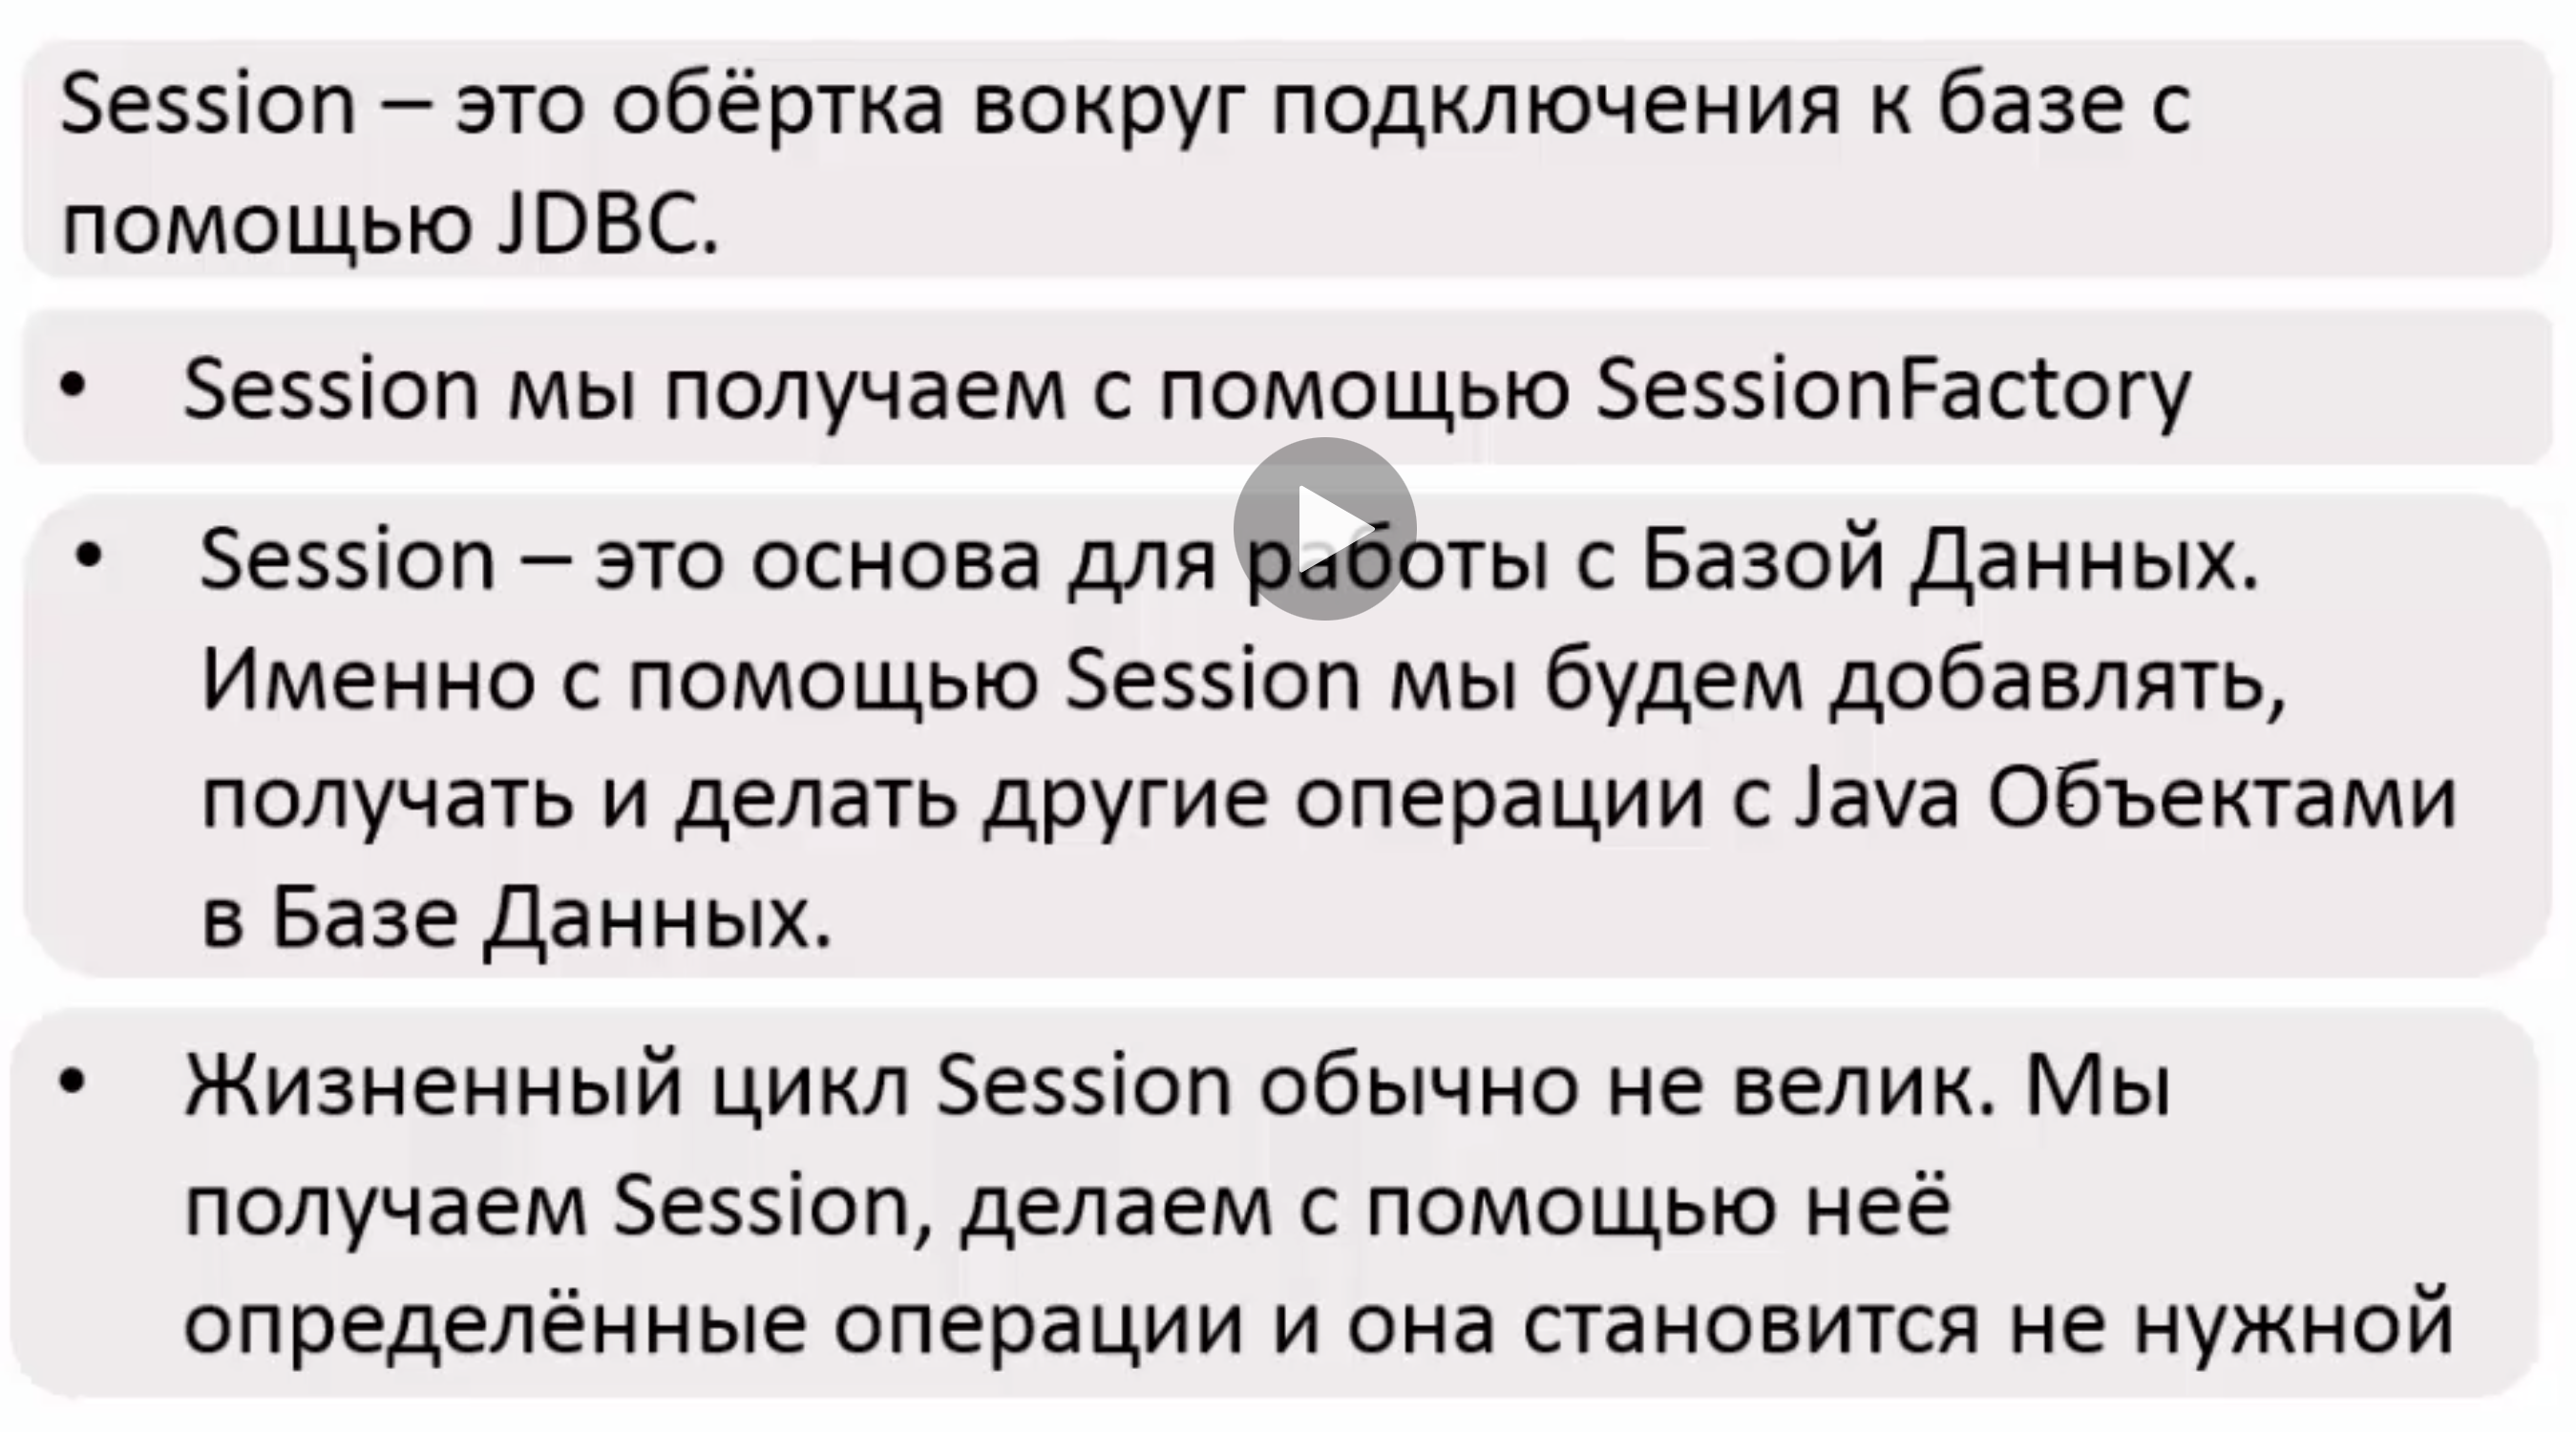 Session – это обёртка вокруг подключения к базе с
помощью JDBC.
• Session мы получаем с помощью SessionFactory
• Session – это основа для работы с Базой Данных.
Именно с помощью Session мы будем добавлять,
получать и делать другие операции с Java Объектами
в Базе Данных.
• Жизненный цикл Session обычно не велик. Мы
получаем Session, делаем с помощью неё
определённые операции и она становится не нужной